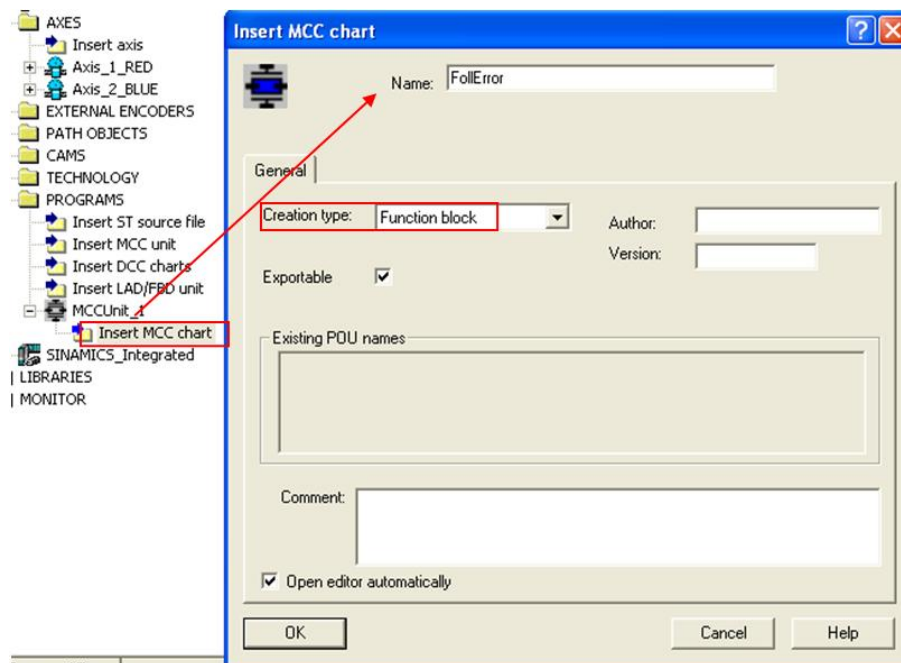 AXES
Insert axis
Axis_1_RED
Axis_2_BLUE
EXTERNAL ENCODERS
PATH OBJECTS
CAMS
TECHNOLOGY
PROGRAMS
Insert ST source file
Insert MCC unit
Insert DCC charts
Insert LAD/FBD unit
MCCUnit_1
Insert MCC chart
SINAMICS_Integrated
LIBRARIES
MONITOR
Insert MCC chart
Name: FollError
General
Creation type: Function block
Author:
Version:
Exportable
Existing POU names
Comment:
Open editor automatically
OK Cancel Help